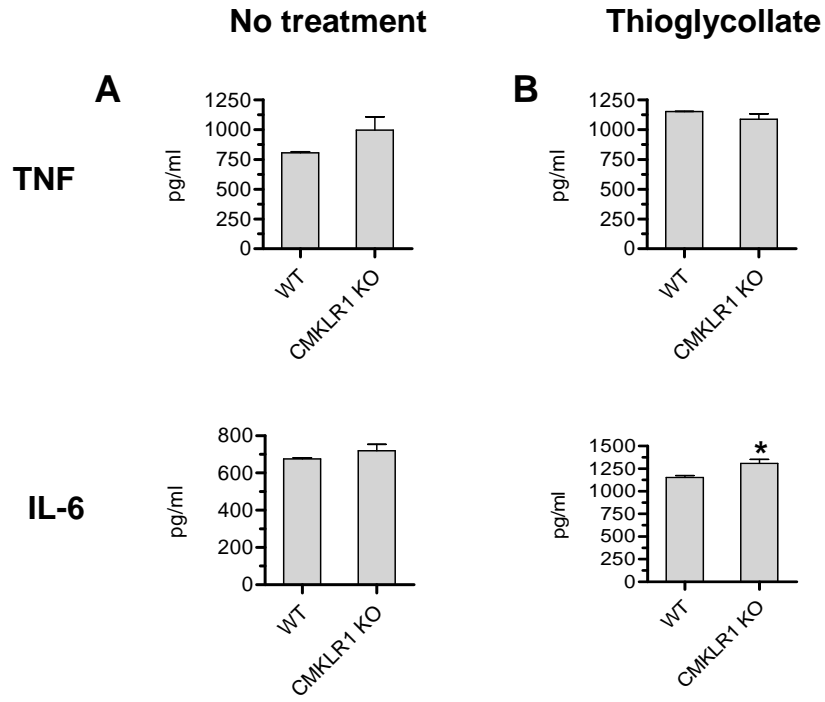 No treatment Thioglycollate
A B
TNF
pg/ml
1250
1000
750
500
250
0
WT
CMKLR1 KO
pg/ml
1250
1000
750
500
250
0
WT
CMKLR1 KO
IL-6
pg/ml
800
600
400
200
0
WT
CMKLR1 KO
pg/ml
1500
1250
1000
750
500
250
0
*
WT
CMKLR1 KO